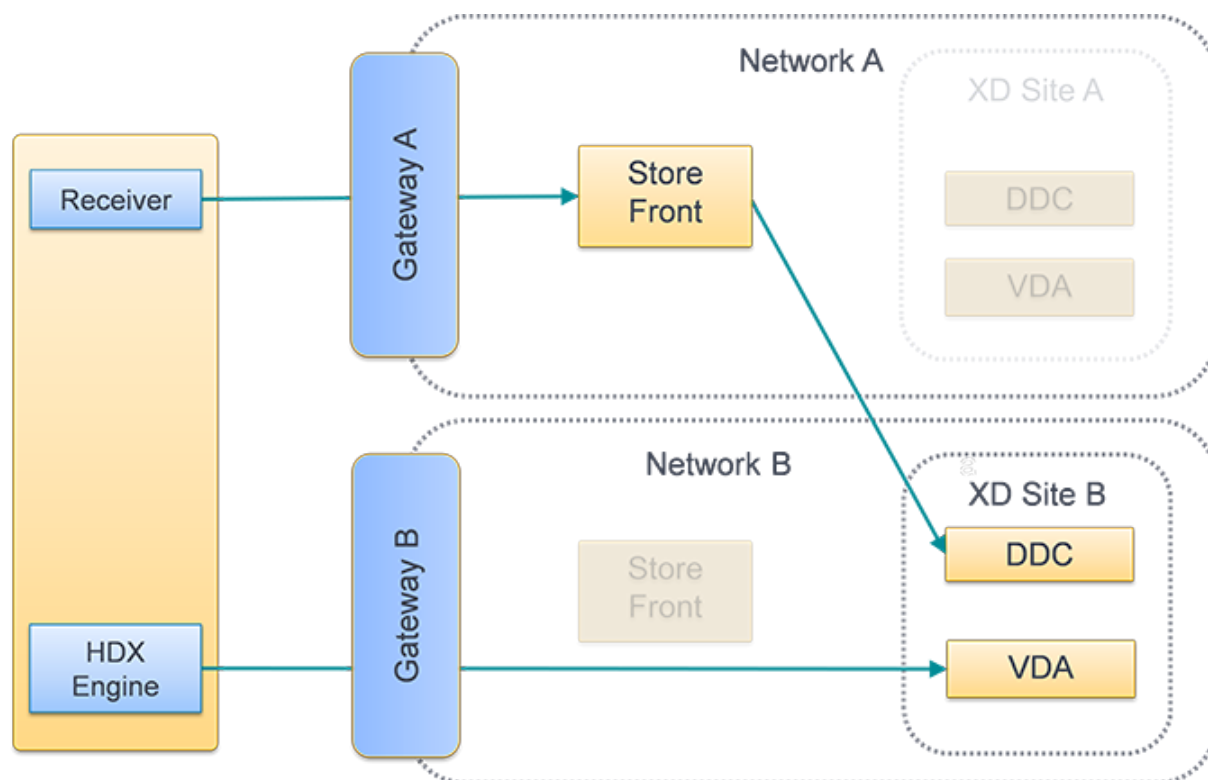 Network A
XD Site A
Gateway A
Receiver
Store
Front
DDC
VDA
Network B
XD Site B
Gateway B
Store
Front
DDC
HDX
Engine
VDA